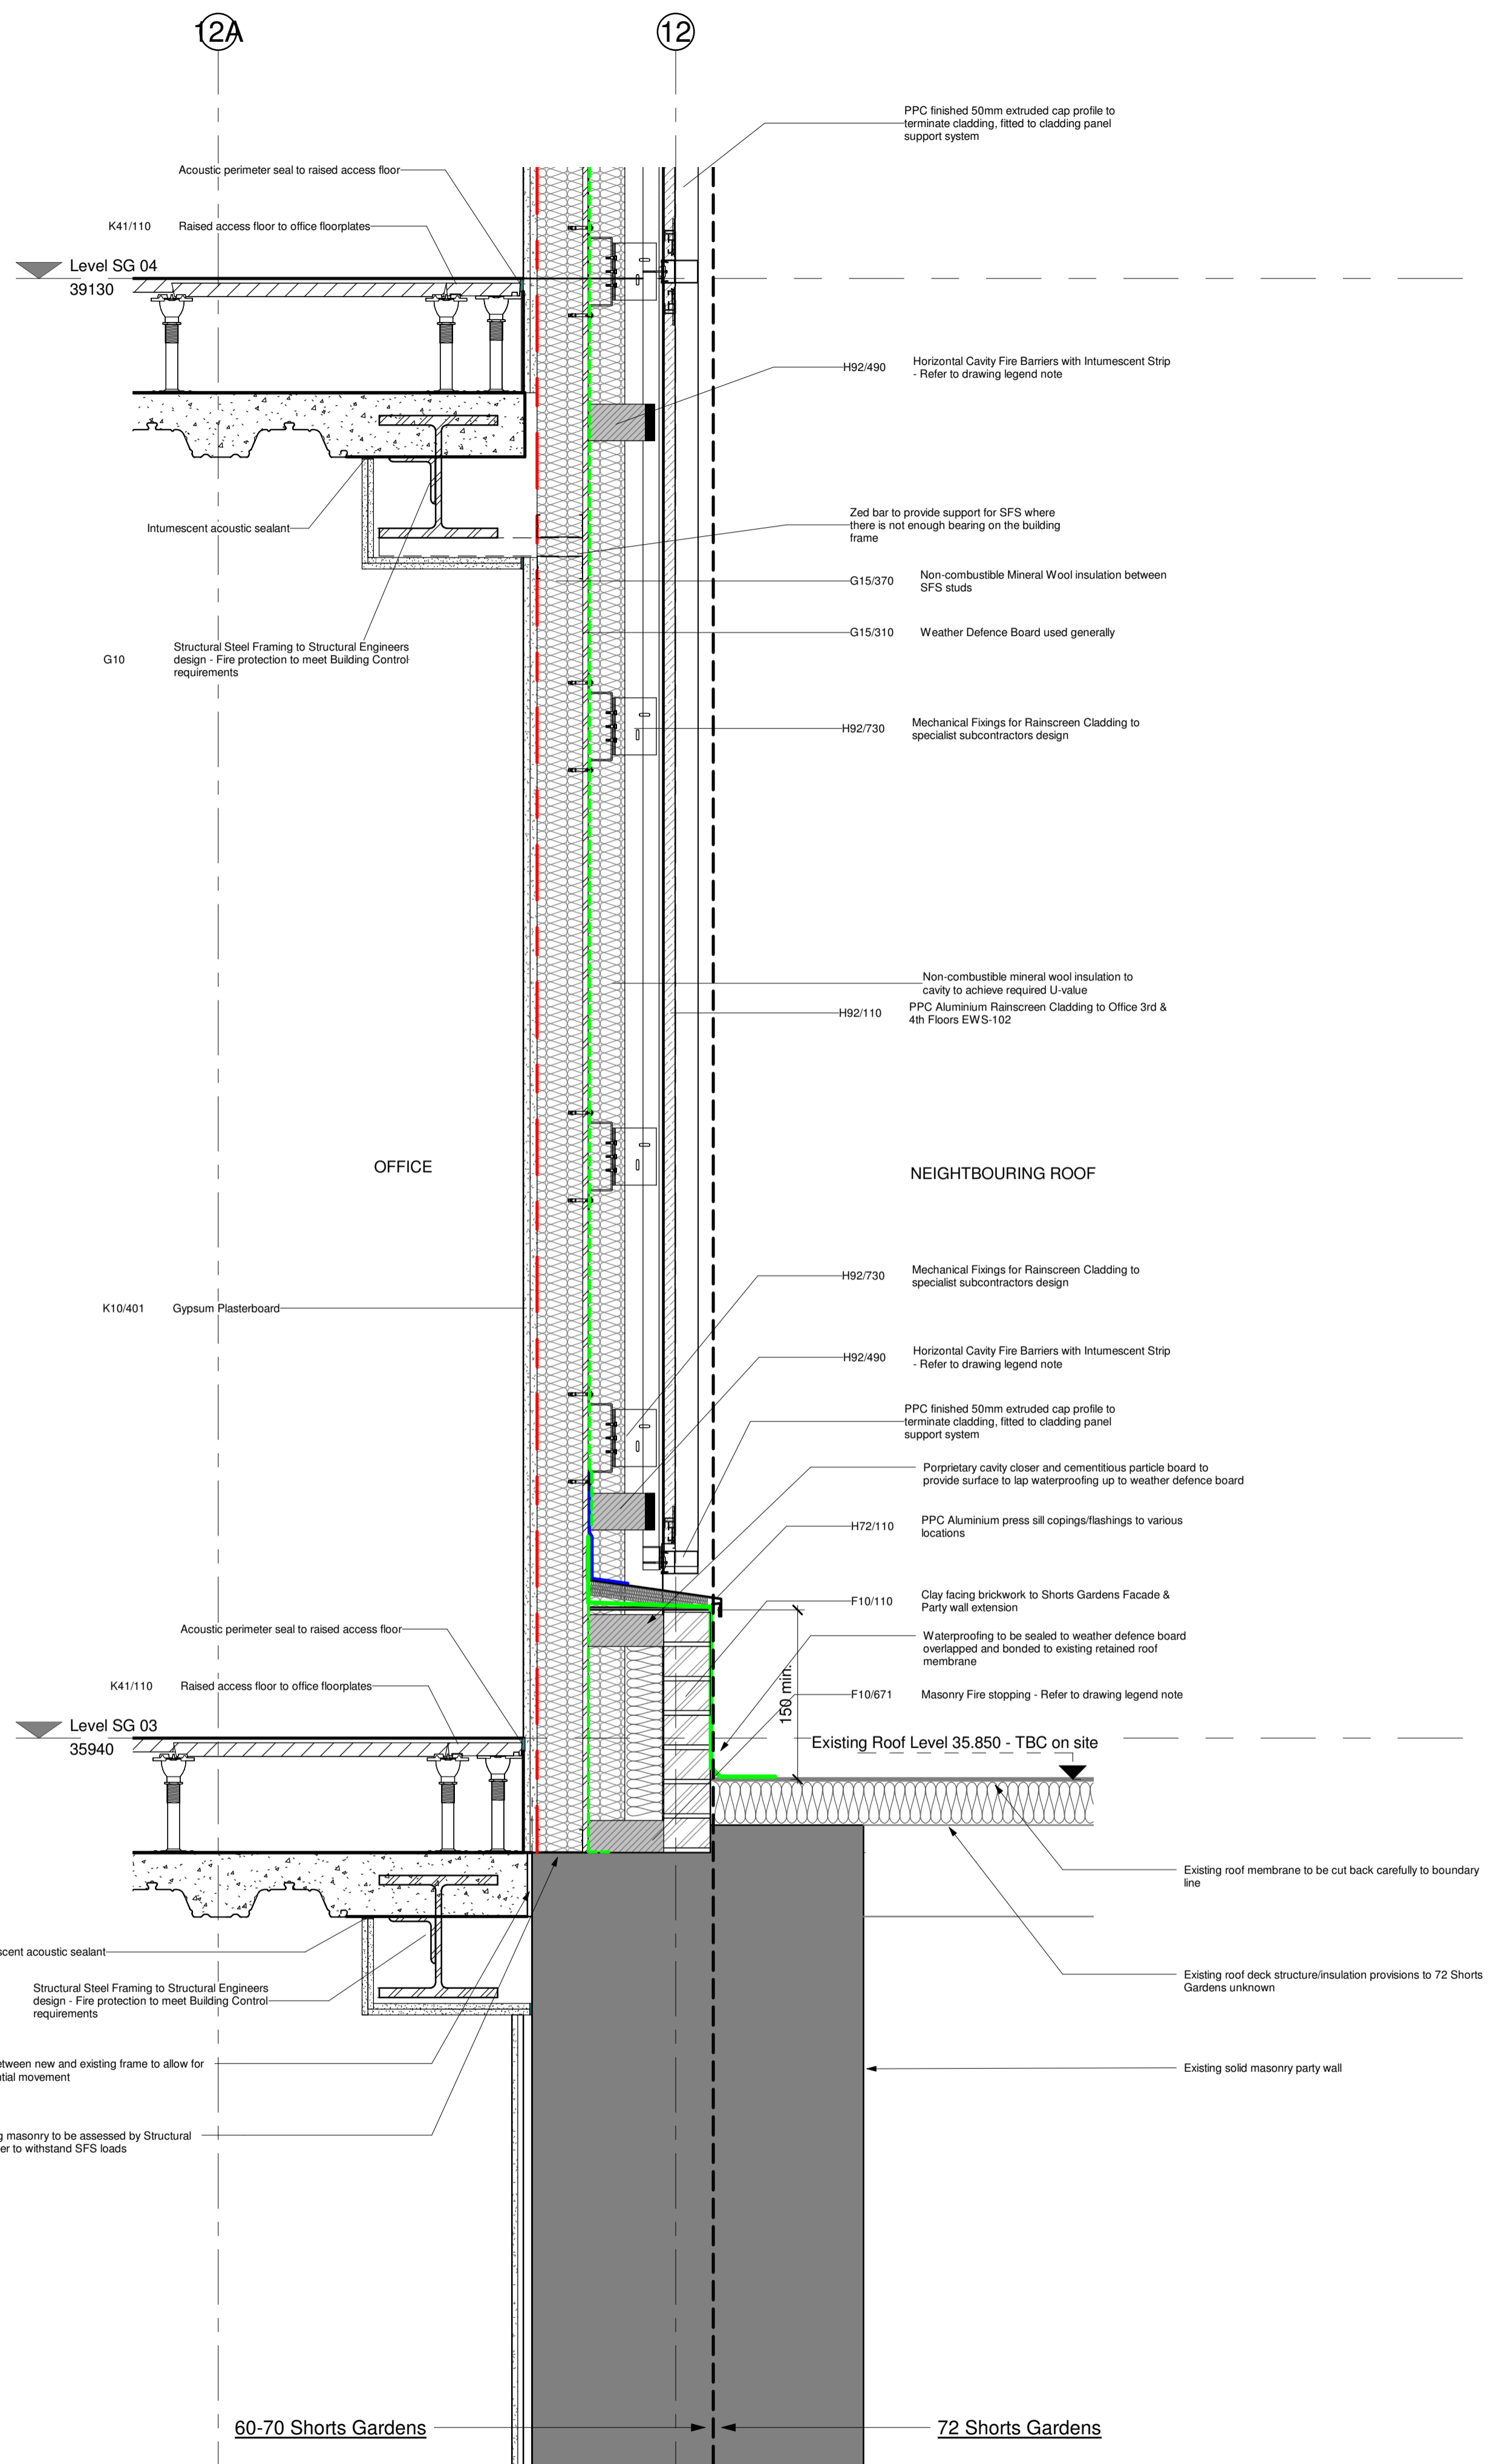 12A
12
PPC finished 50mm extruded cap profile to
terminate cladding, fitted to cladding panel
support system
Acoustic perimeter seal to raised access floor
K41/110 Raised access floor to office floorplates
Level SG 04
39130
H92/490 Horizontal Cavity Fire Barriers with Intumescent Strip
- Refer to drawing legend note
Intumescent acoustic sealant
Zed bar to provide support for SFS where
there is not enough bearing on the building
frame
G15/370 Non-combustible Mineral Wool insulation between
SFS studs
G15/310 Weather Defence Board used generally
G10 Structural Steel Framing to Structural Engineers
design - Fire protection to meet Building Control
requirements
H92/730 Mechanical Fixings for Rainscreen Cladding to
specialist subcontractors design
Non-combustible mineral wool insulation to
cavity to achieve required U-value
H92/110 PPC Aluminium Rainscreen Cladding to Office 3rd &
4th Floors EWS-102
OFFICE
NEIGHTBOURING ROOF
H92/730 Mechanical Fixings for Rainscreen Cladding to
specialist subcontractors design
K10/401 Gypsum Plasterboard
H92/490 Horizontal Cavity Fire Barriers with Intumescent Strip
- Refer to drawing legend note
PPC finished 50mm extruded cap profile to
terminate cladding, fitted to cladding panel
support system
Porprietary cavity closer and cementitious particle board to
provide surface to lap waterproofing up to weather defence board
H72/110 PPC Aluminium press sill copings/flashings to various
locations
F10/110 Clay facing brickwork to Shorts Gardens Facade &
Party wall extension
Acoustic perimeter seal to raised access floor
Waterproofing to be sealed to weather defence board
overlapped and bonded to existing retained roof
membrane
K41/110 Raised access floor to office floorplates
150 min.
F10/671 Masonry Fire stopping - Refer to drawing legend note
Level SG 03
35940
Existing Roof Level 35.850 - TBC on site
Existing roof membrane to be cut back carefully to boundary
line
scent acoustic sealant
Structural Steel Framing to Structural Engineers
design - Fire protection to meet Building Control
requirements
Existing roof deck structure/insulation provisions to 72 Shorts
Gardens unknown
etween new and existing frame to allow for
ntial movement
Existing solid masonry party wall
g masonry to be assessed by Structural
er to withstand SFS loads
60-70 Shorts Gardens
72 Shorts Gardens